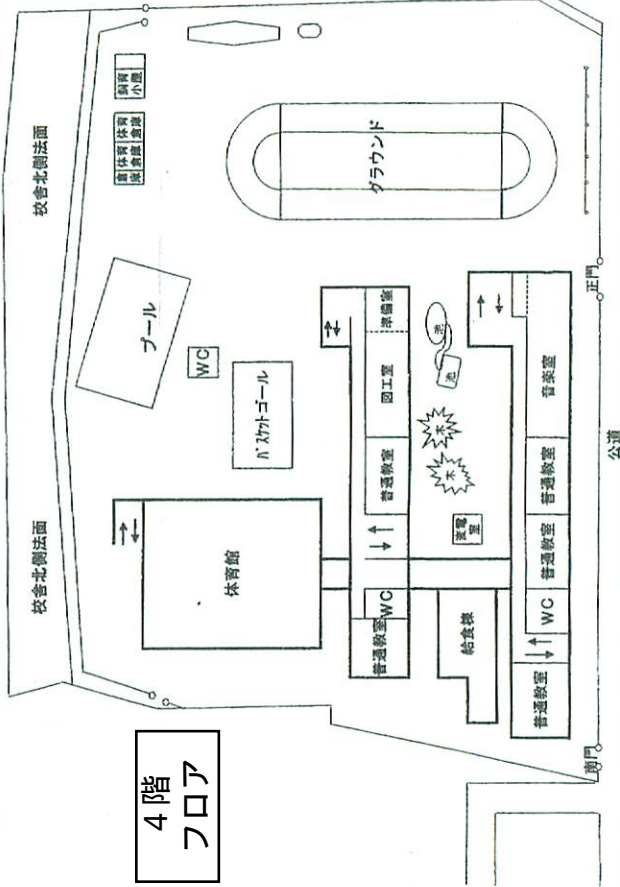 校舎北側法面
校舎北側法面
飼育
小屋
体育
倉庫
体育
倉庫
倉
庫
プール
WC
バスケットゴール
グラウンド
体育館
準備室
図工室
普通教室
WC
普通教室
池
池
木
木
給食棟
音楽室
普通教室
普通教室
WC
普通教室
正門
公道
南門
4階
フロア